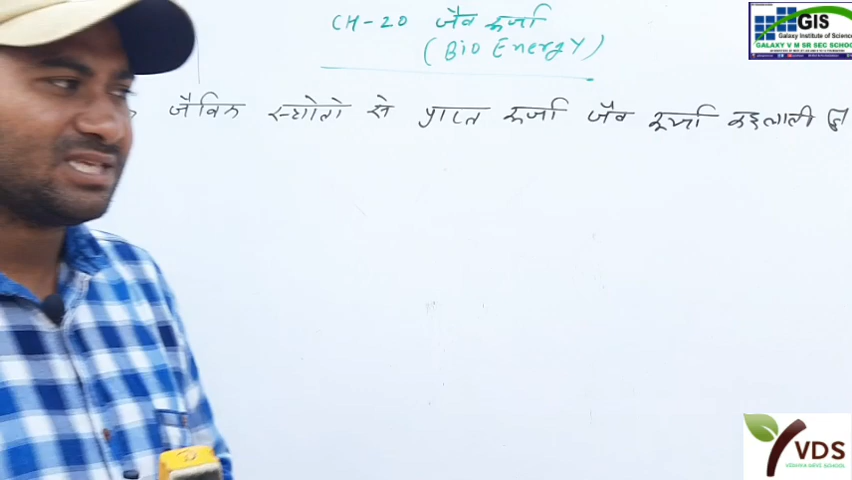 CH-20 जैव ऊर्जा
(Bio Energy)
जैविक स्त्रोतो से प्राप्त ऊर्जा जैव ऊर्जा कहलाती है
GIS
Galaxy Institute of Science
GALAXY V M SR SEC SCHOOL
VDS